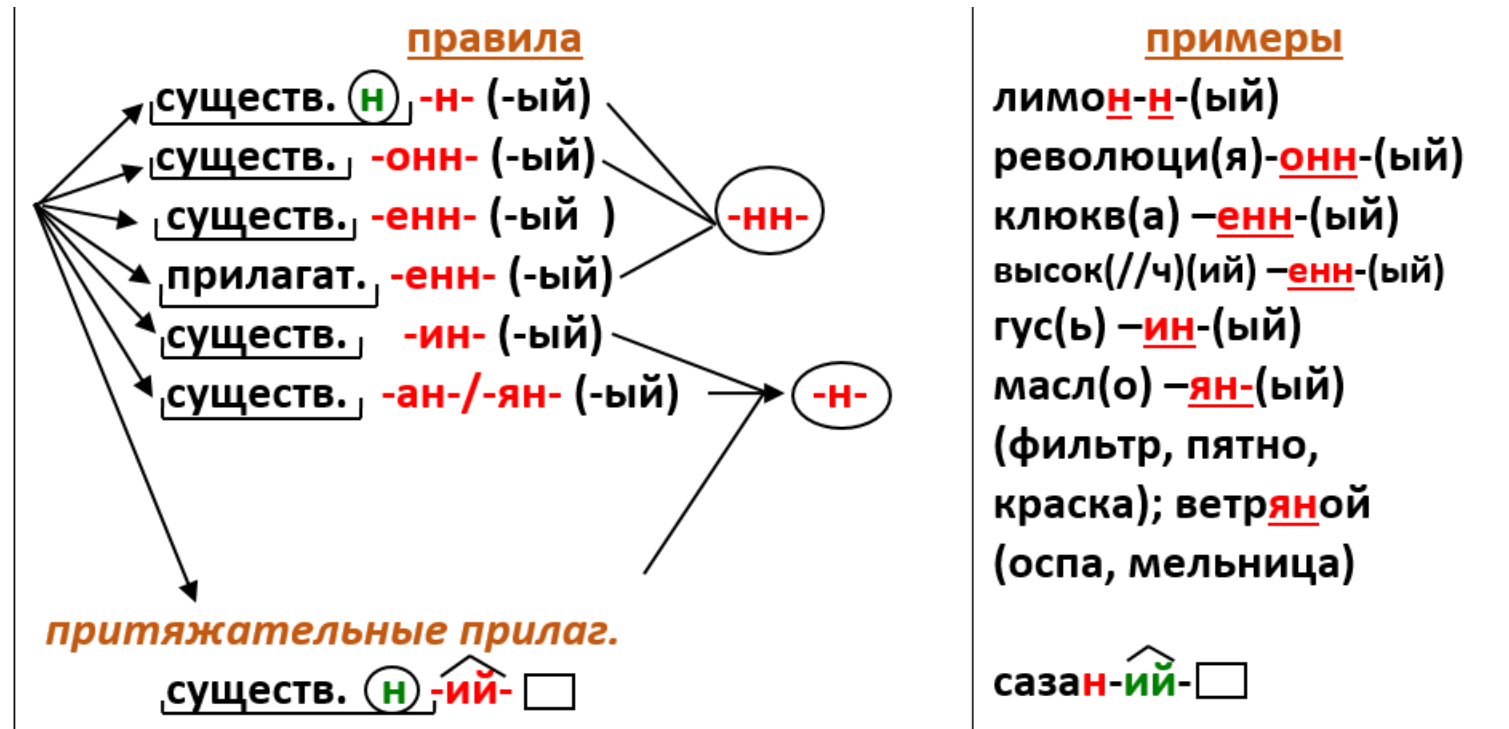 правила
существ. н -н- (-ый)
существ. -онн- (-ый)
существ. -енн- (-ый )
прилагат. -енн- (-ый)
существ. -ин- (-ый)
существ. -ан-/-ян- (-ый)
-нн-
-н-
притяжательные прилаг.
существ. н -ий-
примеры
лимон-н-(ый)
революци(я)-онн-(ый)
клюкв(а) –енн-(ый)
высок(//ч)(ий) –енн-(ый)
гус(ь) –ин-(ый)
масл(о) –ян-(ый)
(фильтр, пятно,
краска); ветряной
(оспа, мельница)
сазан-ий-